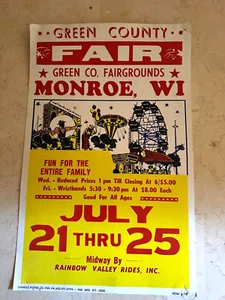 GREEN COUNTY
FAIR
GREEN CO. FAIRGROUNDS
MONROE, WI
FUN FOR THE
ENTIRE FAMILY
Wed. - Reduced Prices 1 pm Till Closing At 6/$5.00
Fri. - Wristbands 5:30 - 9:30 pm At $8.00 Each
Good For All Ages
JULY
21 THRU 25
Midway By
RAINBOW VALLEY RIDES, INC.